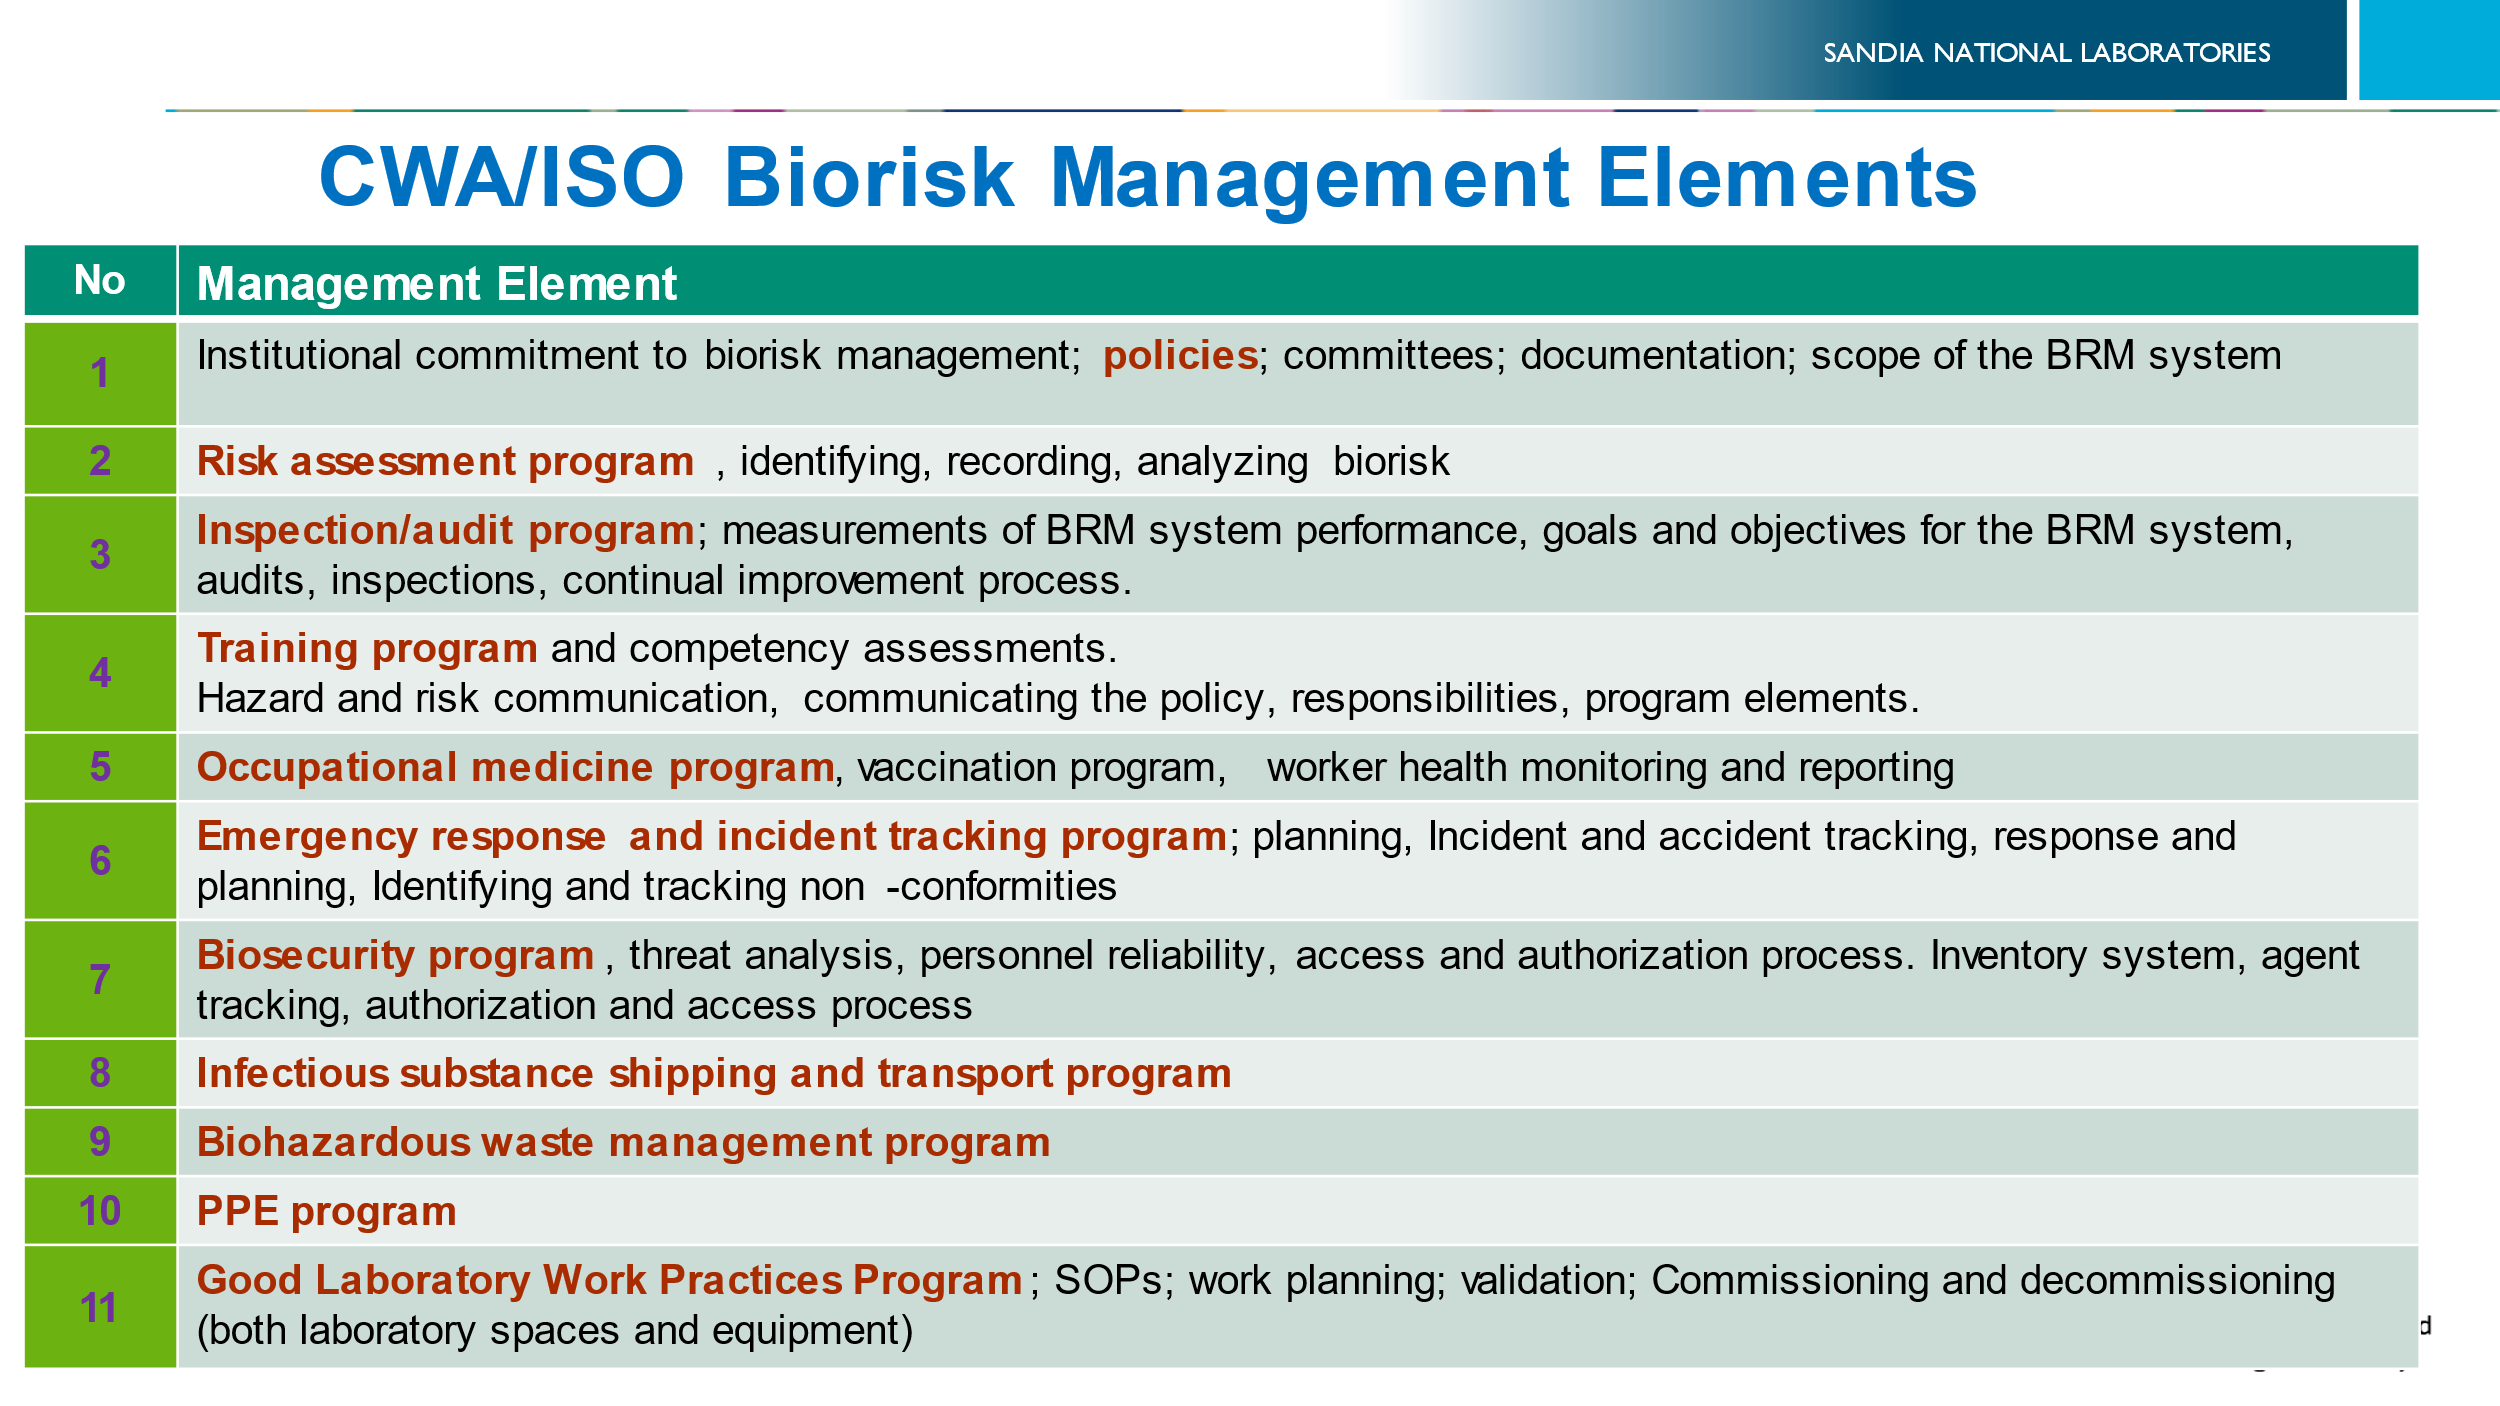 SANDIA NATIONAL LABORATORIES
CWA/ISO Biorisk Management Elements
No Management Element
1 Institutional commitment to biorisk management; policies; committees; documentation; scope of the BRM system
2 Risk assessment program , identifying, recording, analyzing biorisk
3 Inspection/audit program; measurements of BRM system performance, goals and objectives for the BRM system,
audits, inspections, continual improvement process.
4 Training program and competency assessments.
Hazard and risk communication, communicating the policy, responsibilities, program elements.
5 Occupational medicine program, vaccination program, worker health monitoring and reporting
6 Emergency response and incident tracking program; planning, Incident and accident tracking, response and
planning, Identifying and tracking non -conformities
7 Biosecurity program , threat analysis, personnel reliability, access and authorization process. Inventory system, agent
tracking, authorization and access process
8 Infectious substance shipping and transport program
9 Biohazardous waste management program
10 PPE program
11 Good Laboratory Work Practices Program ; SOPs; work planning; validation; Commissioning and decommissioning
(both laboratory spaces and equipment)